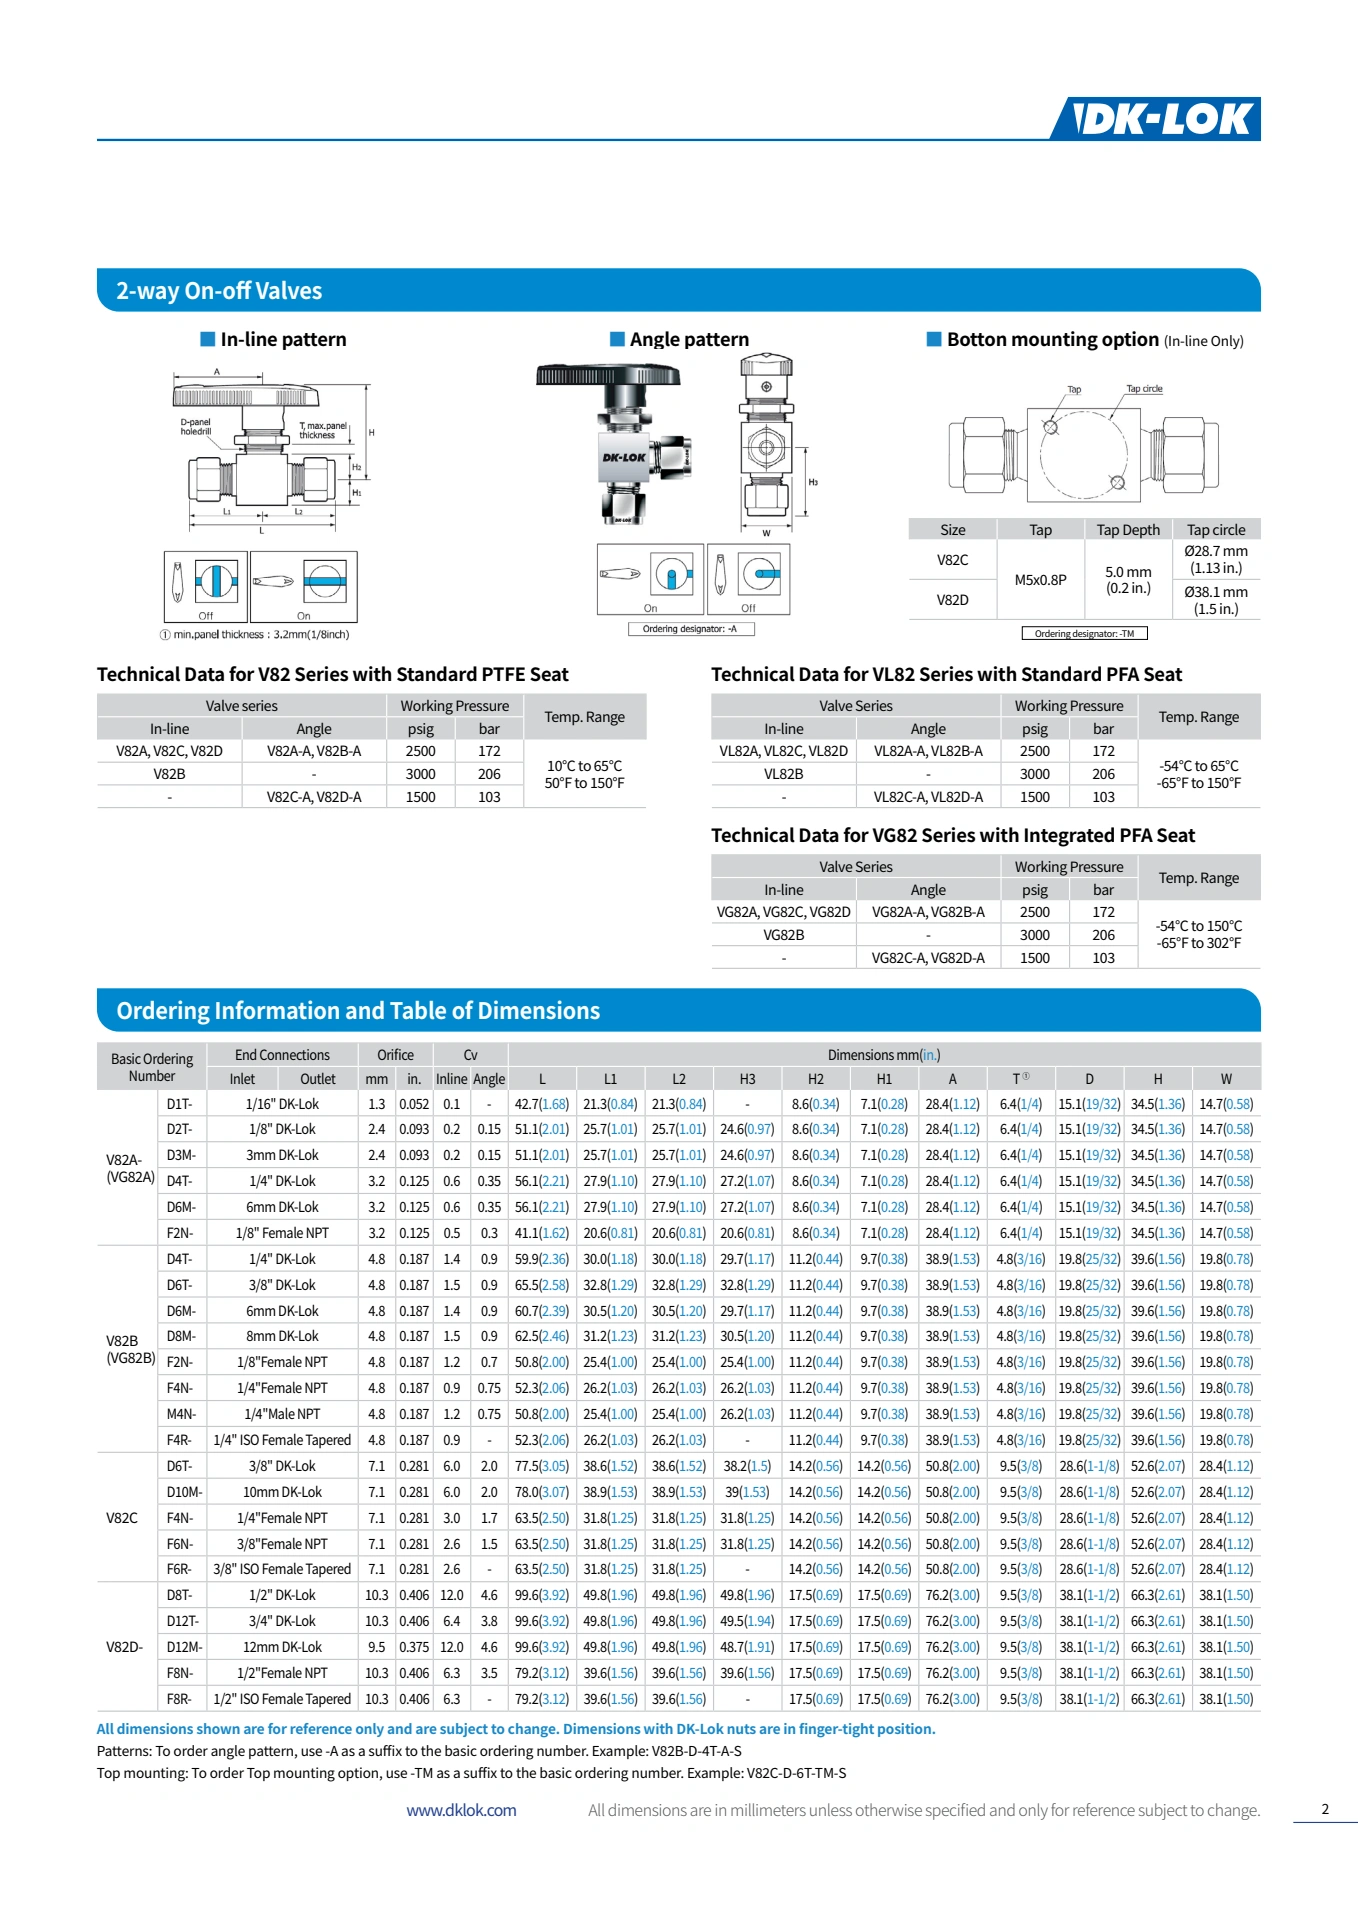 DK-LOK
2-way On-off Valves
In-line pattern
A
D-panel
holedrill
T, max.panel
thickness
H
H2
H1
L1
L2
L
Off
On
① min.panel thickness : 3.2mm(1/8inch)
Angle pattern
DK-LOK
DK-LOK
H3
W
On
Off
Ordering designator: -A
Botton mounting option (In-line Only)
Tap
Tap circle
Size Tap Tap Depth Tap circle
V82C M5x0.8P 5.0 mm (0.2 in.) Ø28.7 mm (1.13 in.)
V82D Ø38.1 mm (1.5 in.)
Ordering designator: -TM
Technical Data for V82 Series with Standard PTFE Seat
Valve series Working Pressure Temp. Range
In-line Angle psig bar
V82A, V82C, V82D V82A-A, V82B-A 2500 172 10°C to 65°C
V82B - 3000 206 50°F to 150°F
- V82C-A, V82D-A 1500 103
Technical Data for VL82 Series with Standard PFA Seat
Valve Series Working Pressure Temp. Range
In-line Angle psig bar
VL82A, VL82C, VL82D VL82A-A, VL82B-A 2500 172 -54°C to 65°C
VL82B - 3000 206 -65°F to 150°F
- VL82C-A, VL82D-A 1500 103
Technical Data for VG82 Series with Integrated PFA Seat
Valve Series Working Pressure Temp. Range
In-line Angle psig bar
VG82A, VG82C, VG82D VG82A-A, VG82B-A 2500 172 -54°C to 150°C
VG82B - 3000 206 -65°F to 302°F
- VG82C-A, VG82D-A 1500 103
Ordering Information and Table of Dimensions
Basic Ordering Number End Connections Orifice Cv Dimensions mm(in.)
Inlet Outlet mm in. Inline Angle L L1 L2 H3 H2 H1 A T① D H W
V82A- (VG82A)
D1T- 1/16" DK-Lok 1.3 0.052 0.1 - 42.7(1.68) 21.3(0.84) 21.3(0.84) - 8.6(0.34) 7.1(0.28) 28.4(1.12) 6.4(1/4) 15.1(19/32) 34.5(1.36) 14.7(0.58)
D2T- 1/8" DK-Lok 2.4 0.093 0.2 0.15 51.1(2.01) 25.7(1.01) 25.7(1.01) 24.6(0.97) 8.6(0.34) 7.1(0.28) 28.4(1.12) 6.4(1/4) 15.1(19/32) 34.5(1.36) 14.7(0.58)
D3M- 3mm DK-Lok 2.4 0.093 0.2 0.15 51.1(2.01) 25.7(1.01) 25.7(1.01) 24.6(0.97) 8.6(0.34) 7.1(0.28) 28.4(1.12) 6.4(1/4) 15.1(19/32) 34.5(1.36) 14.7(0.58)
D4T- 1/4" DK-Lok 3.2 0.125 0.6 0.35 56.1(2.21) 27.9(1.10) 27.9(1.10) 27.2(1.07) 8.6(0.34) 7.1(0.28) 28.4(1.12) 6.4(1/4) 15.1(19/32) 34.5(1.36) 14.7(0.58)
D6M- 6mm DK-Lok 3.2 0.125 0.6 0.35 56.1(2.21) 27.9(1.10) 27.9(1.10) 27.2(1.07) 8.6(0.34) 7.1(0.28) 28.4(1.12) 6.4(1/4) 15.1(19/32) 34.5(1.36) 14.7(0.58)
F2N- 1/8" Female NPT 3.2 0.125 0.5 0.3 41.1(1.62) 20.6(0.81) 20.6(0.81) 20.6(0.81) 8.6(0.34) 7.1(0.28) 28.4(1.12) 6.4(1/4) 15.1(19/32) 34.5(1.36) 14.7(0.58)
V82B (VG82B)
D4T- 1/4" DK-Lok 4.8 0.187 1.4 0.9 59.9(2.36) 30.0(1.18) 30.0(1.18) 29.7(1.17) 11.2(0.44) 9.7(0.38) 38.9(1.53) 4.8(3/16) 19.8(25/32) 39.6(1.56) 19.8(0.78)
D6T- 3/8" DK-Lok 4.8 0.187 1.5 0.9 65.5(2.58) 32.8(1.29) 32.8(1.29) 32.8(1.29) 11.2(0.44) 9.7(0.38) 38.9(1.53) 4.8(3/16) 19.8(25/32) 39.6(1.56) 19.8(0.78)
D6M- 6mm DK-Lok 4.8 0.187 1.4 0.9 60.7(2.39) 30.5(1.20) 30.5(1.20) 29.7(1.17) 11.2(0.44) 9.7(0.38) 38.9(1.53) 4.8(3/16) 19.8(25/32) 39.6(1.56) 19.8(0.78)
D8M- 8mm DK-Lok 4.8 0.187 1.5 0.9 62.5(2.46) 31.2(1.23) 31.2(1.23) 30.5(1.20) 11.2(0.44) 9.7(0.38) 38.9(1.53) 4.8(3/16) 19.8(25/32) 39.6(1.56) 19.8(0.78)
F2N- 1/8"Female NPT 4.8 0.187 1.2 0.7 50.8(2.00) 25.4(1.00) 25.4(1.00) 25.4(1.00) 11.2(0.44) 9.7(0.38) 38.9(1.53) 4.8(3/16) 19.8(25/32) 39.6(1.56) 19.8(0.78)
F4N- 1/4"Female NPT 4.8 0.187 0.9 0.75 52.3(2.06) 26.2(1.03) 26.2(1.03) 26.2(1.03) 11.2(0.44) 9.7(0.38) 38.9(1.53) 4.8(3/16) 19.8(25/32) 39.6(1.56) 19.8(0.78)
M4N- 1/4"Male NPT 4.8 0.187 1.2 0.75 50.8(2.00) 25.4(1.00) 25.4(1.00) 26.2(1.03) 11.2(0.44) 9.7(0.38) 38.9(1.53) 4.8(3/16) 19.8(25/32) 39.6(1.56) 19.8(0.78)
F4R- 1/4" ISO Female Tapered 4.8 0.187 0.9 - 52.3(2.06) 26.2(1.03) 26.2(1.03) - 11.2(0.44) 9.7(0.38) 38.9(1.53) 4.8(3/16) 19.8(25/32) 39.6(1.56) 19.8(0.78)
V82C
D6T- 3/8" DK-Lok 7.1 0.281 6.0 2.0 77.5(3.05) 38.6(1.52) 38.6(1.52) 38.2(1.5) 14.2(0.56) 14.2(0.56) 50.8(2.00) 9.5(3/8) 28.6(1-1/8) 52.6(2.07) 28.4(1.12)
D10M- 10mm DK-Lok 7.1 0.281 6.0 2.0 78.0(3.07) 38.9(1.53) 38.9(1.53) 39(1.53) 14.2(0.56) 14.2(0.56) 50.8(2.00) 9.5(3/8) 28.6(1-1/8) 52.6(2.07) 28.4(1.12)
F4N- 1/4"Female NPT 7.1 0.281 3.0 1.7 63.5(2.50) 31.8(1.25) 31.8(1.25) 31.8(1.25) 14.2(0.56) 14.2(0.56) 50.8(2.00) 9.5(3/8) 28.6(1-1/8) 52.6(2.07) 28.4(1.12)
F6N- 3/8"Female NPT 7.1 0.281 2.6 1.5 63.5(2.50) 31.8(1.25) 31.8(1.25) 31.8(1.25) 14.2(0.56) 14.2(0.56) 50.8(2.00) 9.5(3/8) 28.6(1-1/8) 52.6(2.07) 28.4(1.12)
F6R- 3/8" ISO Female Tapered 7.1 0.281 2.6 - 63.5(2.50) 31.8(1.25) 31.8(1.25) - 14.2(0.56) 14.2(0.56) 50.8(2.00) 9.5(3/8) 28.6(1-1/8) 52.6(2.07) 28.4(1.12)
V82D-
D8T- 1/2" DK-Lok 10.3 0.406 12.0 4.6 99.6(3.92) 49.8(1.96) 49.8(1.96) 49.8(1.96) 17.5(0.69) 17.5(0.69) 76.2(3.00) 9.5(3/8) 38.1(1-1/2) 66.3(2.61) 38.1(1.50)
D12T- 3/4" DK-Lok 10.3 0.406 6.4 3.8 99.6(3.92) 49.8(1.96) 49.8(1.96) 49.5(1.94) 17.5(0.69) 17.5(0.69) 76.2(3.00) 9.5(3/8) 38.1(1-1/2) 66.3(2.61) 38.1(1.50)
D12M- 12mm DK-Lok 9.5 0.375 12.0 4.6 99.6(3.92) 49.8(1.96) 49.8(1.96) 48.7(1.91) 17.5(0.69) 17.5(0.69) 76.2(3.00) 9.5(3/8) 38.1(1-1/2) 66.3(2.61) 38.1(1.50)
F8N- 1/2"Female NPT 10.3 0.406 6.3 3.5 79.2(3.12) 39.6(1.56) 39.6(1.56) 39.6(1.56) 17.5(0.69) 17.5(0.69) 76.2(3.00) 9.5(3/8) 38.1(1-1/2) 66.3(2.61) 38.1(1.50)
F8R- 1/2" ISO Female Tapered 10.3 0.406 6.3 - 79.2(3.12) 39.6(1.56) 39.6(1.56) - 17.5(0.69) 17.5(0.69) 76.2(3.00) 9.5(3/8) 38.1(1-1/2) 66.3(2.61) 38.1(1.50)
All dimensions shown are for reference only and are subject to change. Dimensions with DK-Lok nuts are in finger-tight position.
Patterns: To order angle pattern, use -A as a suffix to the basic ordering number. Example: V82B-D-4T-A-S
Top mounting: To order Top mounting option, use -TM as a suffix to the basic ordering number. Example: V82C-D-6T-TM-S
www.dklok.com
All dimensions are in millimeters unless otherwise specified and only for reference subject to change.
2